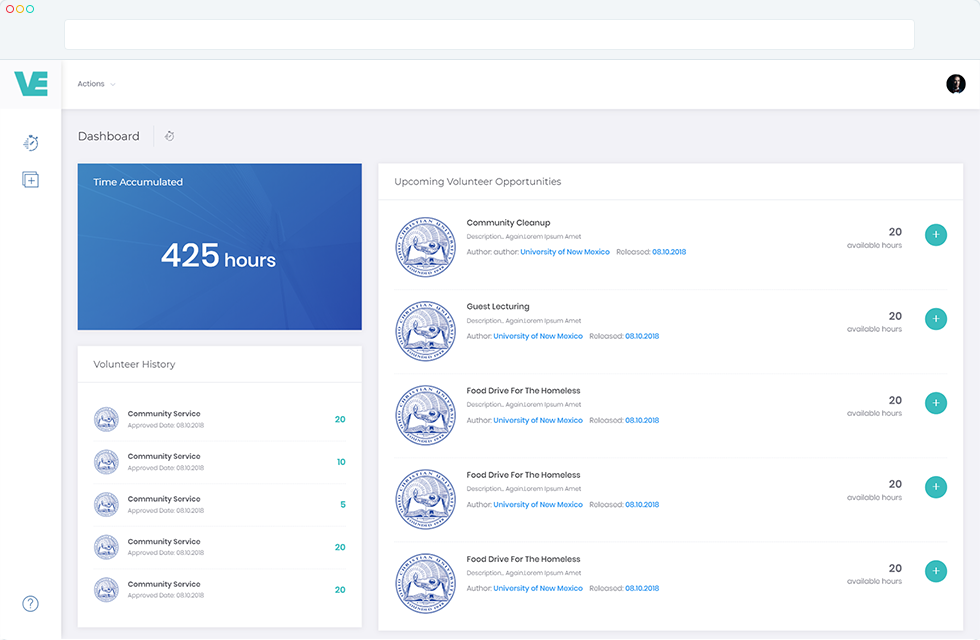 VE
Actions
Dashboard
Time Accumulated
425 hours
Volunteer History
Community Service
Approved Date: 08.10.2018
20
Community Service
Approved Date: 08.10.2018
10
Community Service
Approved Date: 08.10.2018
5
Community Service
Approved Date: 08.10.2018
20
Community Service
Approved Date: 08.10.2018
20
Upcoming Volunteer Opportunities
Community Cleanup
Description.. Again:Lorem Ipsum Amet
Author: author: University of New Mexico Released: 08.10.2018
20
available hours
Guest Lecturing
Description.. Again:Lorem Ipsum Amet
Author: University of New Mexico Released: 08.10.2018
20
available hours
Food Drive For The Homeless
Description.. Again:Lorem Ipsum Amet
Author: University of New Mexico Released: 08.10.2018
20
available hours
Food Drive For The Homeless
Description.. Again:Lorem Ipsum Amet
Author: University of New Mexico Released: 08.10.2018
20
available hours
Food Drive For The Homeless
Description.. Again:Lorem Ipsum Amet
Author: University of New Mexico Released: 08.10.2018
20
available hours